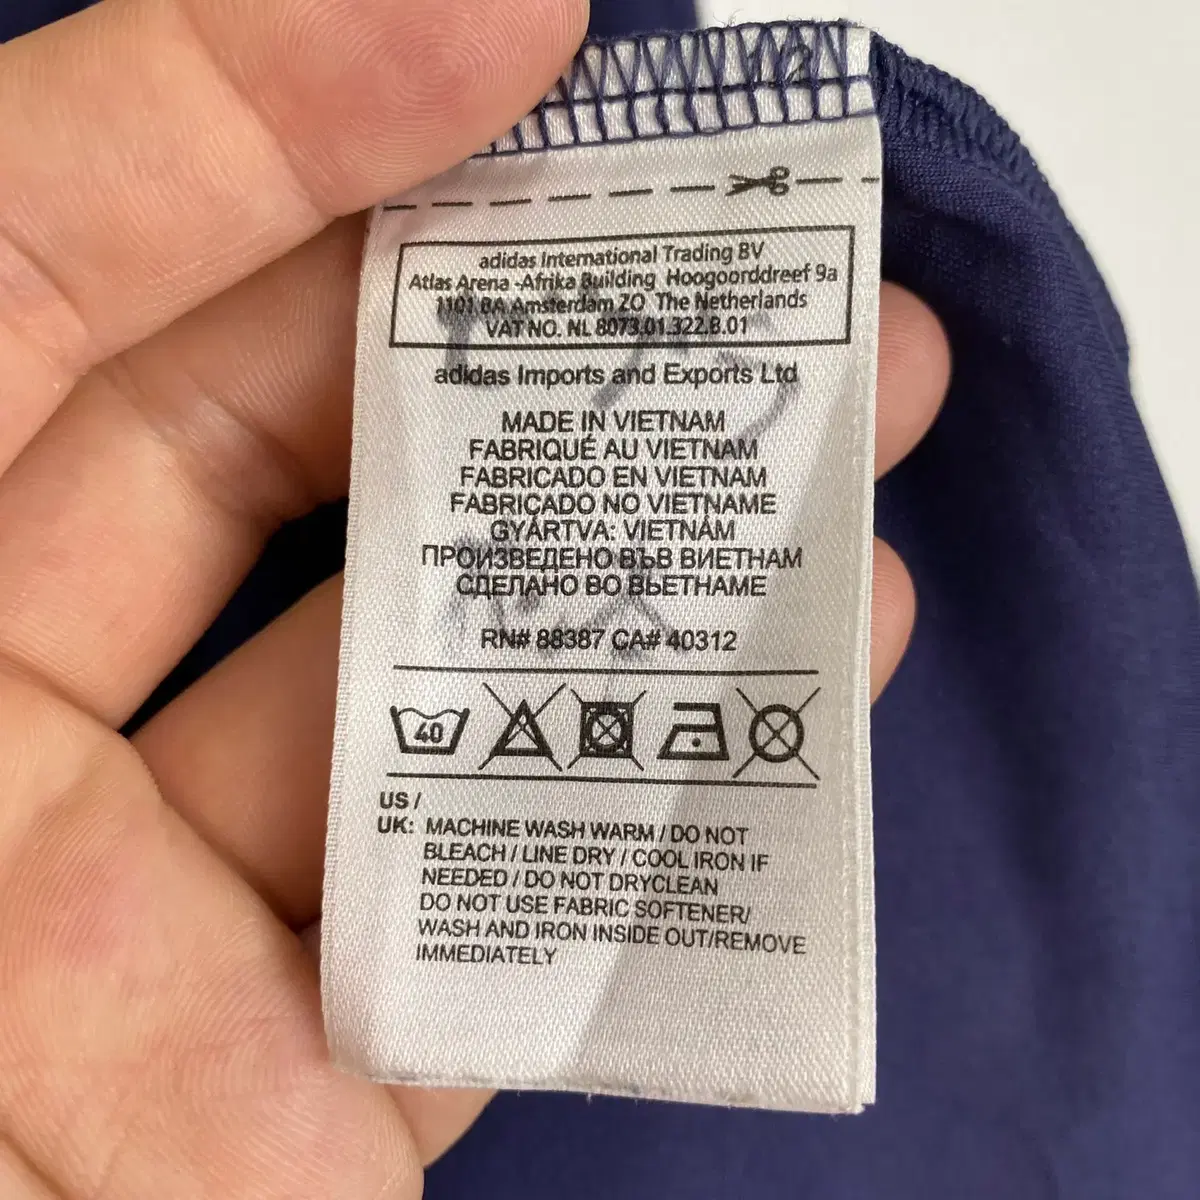 12
adidas International Trading BV
Atlas Arena -Afrika Building Hoogoorddreef 9a
1101 BA Amsterdam ZO The Netherlands
VAT NO. NL 8073.01.322.B.01
adidas Imports and Exports Ltd
MADE IN VIETNAM
FABRIQUÉ AU VIETNAM
FABRICADO EN VIETNAM
FABRICADO NO VIETNAME
GYÁRTVA: VIETNÁM
ПРОИЗВЕДЕНО ВЪВ ВИЕТНАМ
СДЕЛАНО ВО ВЬЕТНАМЕ
RN# 88387 CA# 40312
40
US /
UK: MACHINE WASH WARM / DO NOT
BLEACH / LINE DRY / COOL IRON IF
NEEDED / DO NOT DRYCLEAN
DO NOT USE FABRIC SOFTENER/
WASH AND IRON INSIDE OUT/REMOVE
IMMEDIATELY